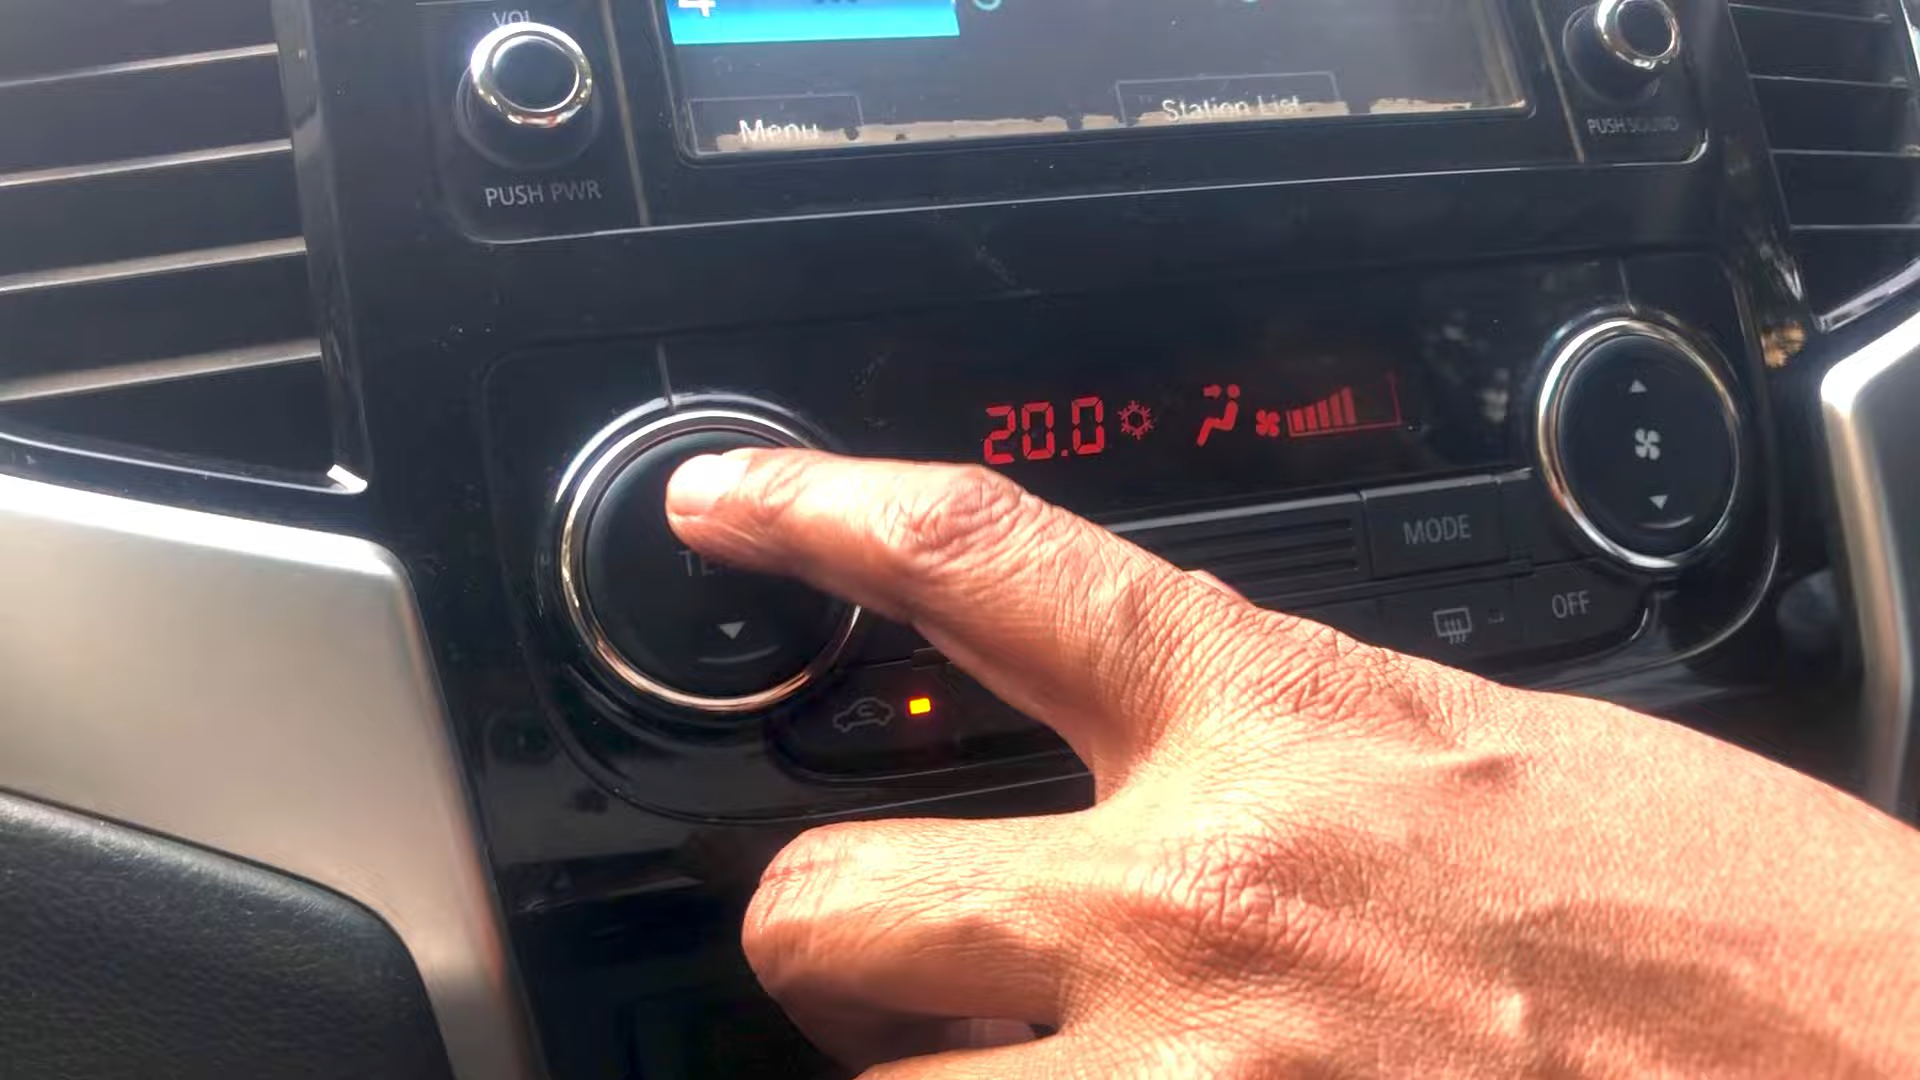 VOL
Menu
Station List
PUSH PWR
PUSH SOUND
20.0
MODE
OFF